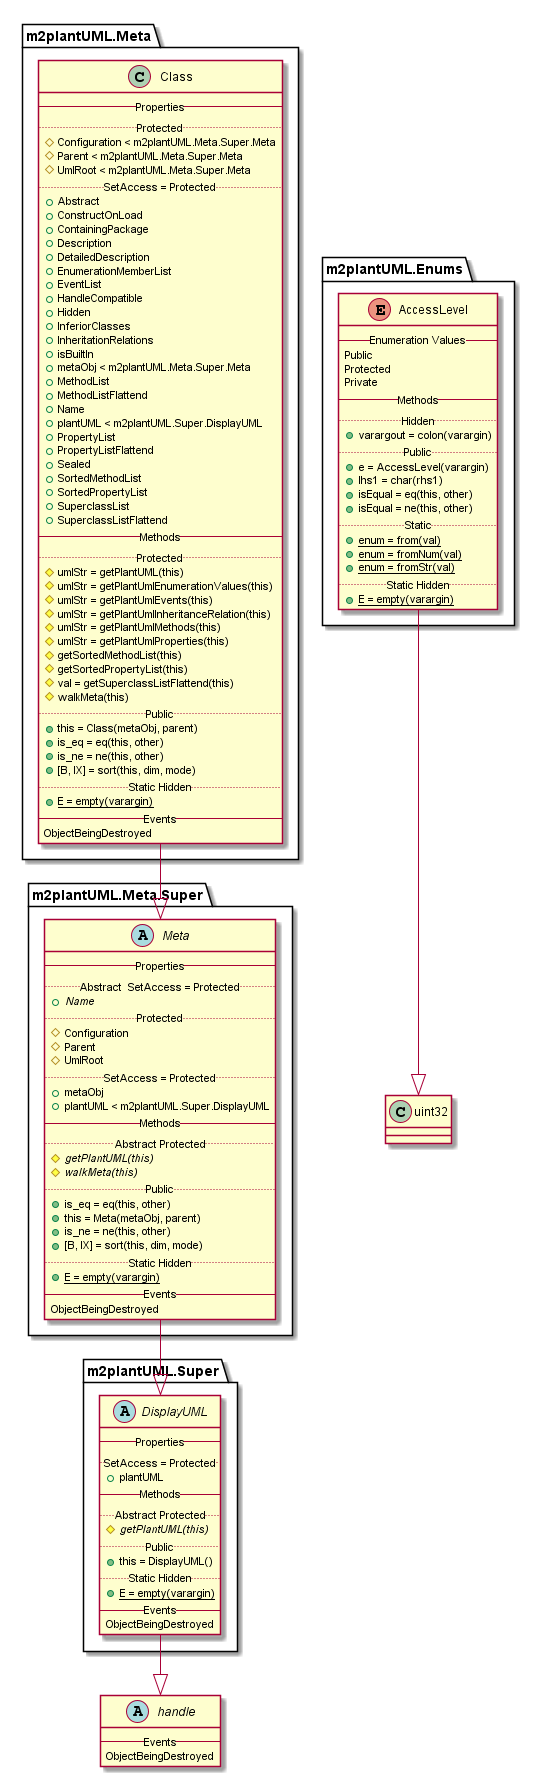 m2plantUML.Meta
C Class
Properties
Protected
Configuration < m2plantUML.Meta.Super.Meta
Parent < m2plantUML.Meta.Super.Meta
UmlRoot < m2plantUML.Meta.Super.Meta
SetAccess = Protected
Abstract
ConstructOnLoad
ContainingPackage
Description
DetailedDescription
EnumerationMemberList
EventList
HandleCompatible
Hidden
InferiorClasses
InheritationRelations
isBuiltIn
metaObj < m2plantUML.Meta.Super.Meta
MethodList
MethodListFlattend
Name
plantUML < m2plantUML.Super.DisplayUML
PropertyList
PropertyListFlattend
Sealed
SortedMethodList
SortedPropertyList
SuperclassList
SuperclassListFlattend
Methods
Protected
umlStr = getPlantUML(this)
umlStr = getPlantUmlEnumerationValues(this)
umlStr = getPlantUmlEvents(this)
umlStr = getPlantUmlInheritanceRelation(this)
umlStr = getPlantUmlMethods(this)
umlStr = getPlantUmlProperties(this)
getSortedMethodList(this)
getSortedPropertyList(this)
val = getSuperclassListFlattend(this)
walkMeta(this)
Public
this = Class(metaObj, parent)
is_eq = eq(this, other)
is_ne = ne(this, other)
[B, IX] = sort(this, dim, mode)
Static Hidden
E = empty(varargin)
Events
ObjectBeingDestroyed
m2plantUML.Enums
E AccessLevel
Enumeration Values
Public
Protected
Private
Methods
Hidden
varargout = colon(varargin)
Public
e = AccessLevel(varargin)
lhs1 = char(rhs1)
isEqual = eq(this, other)
isEqual = ne(this, other)
Static
enum = from(val)
enum = fromNum(val)
enum = fromStr(val)
Static Hidden
E = empty(varargin)
m2plantUML.Meta.Super
A Meta
Properties
Abstract SetAccess = Protected
Name
Protected
Configuration
Parent
UmlRoot
SetAccess = Protected
metaObj
plantUML < m2plantUML.Super.DisplayUML
Methods
Abstract Protected
getPlantUML(this)
walkMeta(this)
Public
is_eq = eq(this, other)
this = Meta(metaObj, parent)
is_ne = ne(this, other)
[B, IX] = sort(this, dim, mode)
Static Hidden
E = empty(varargin)
Events
ObjectBeingDestroyed
C uint32
m2plantUML.Super
A DisplayUML
Properties
SetAccess = Protected
plantUML
Methods
Abstract Protected
getPlantUML(this)
Public
this = DisplayUML()
Static Hidden
E = empty(varargin)
Events
ObjectBeingDestroyed
A handle
Events
ObjectBeingDestroyed